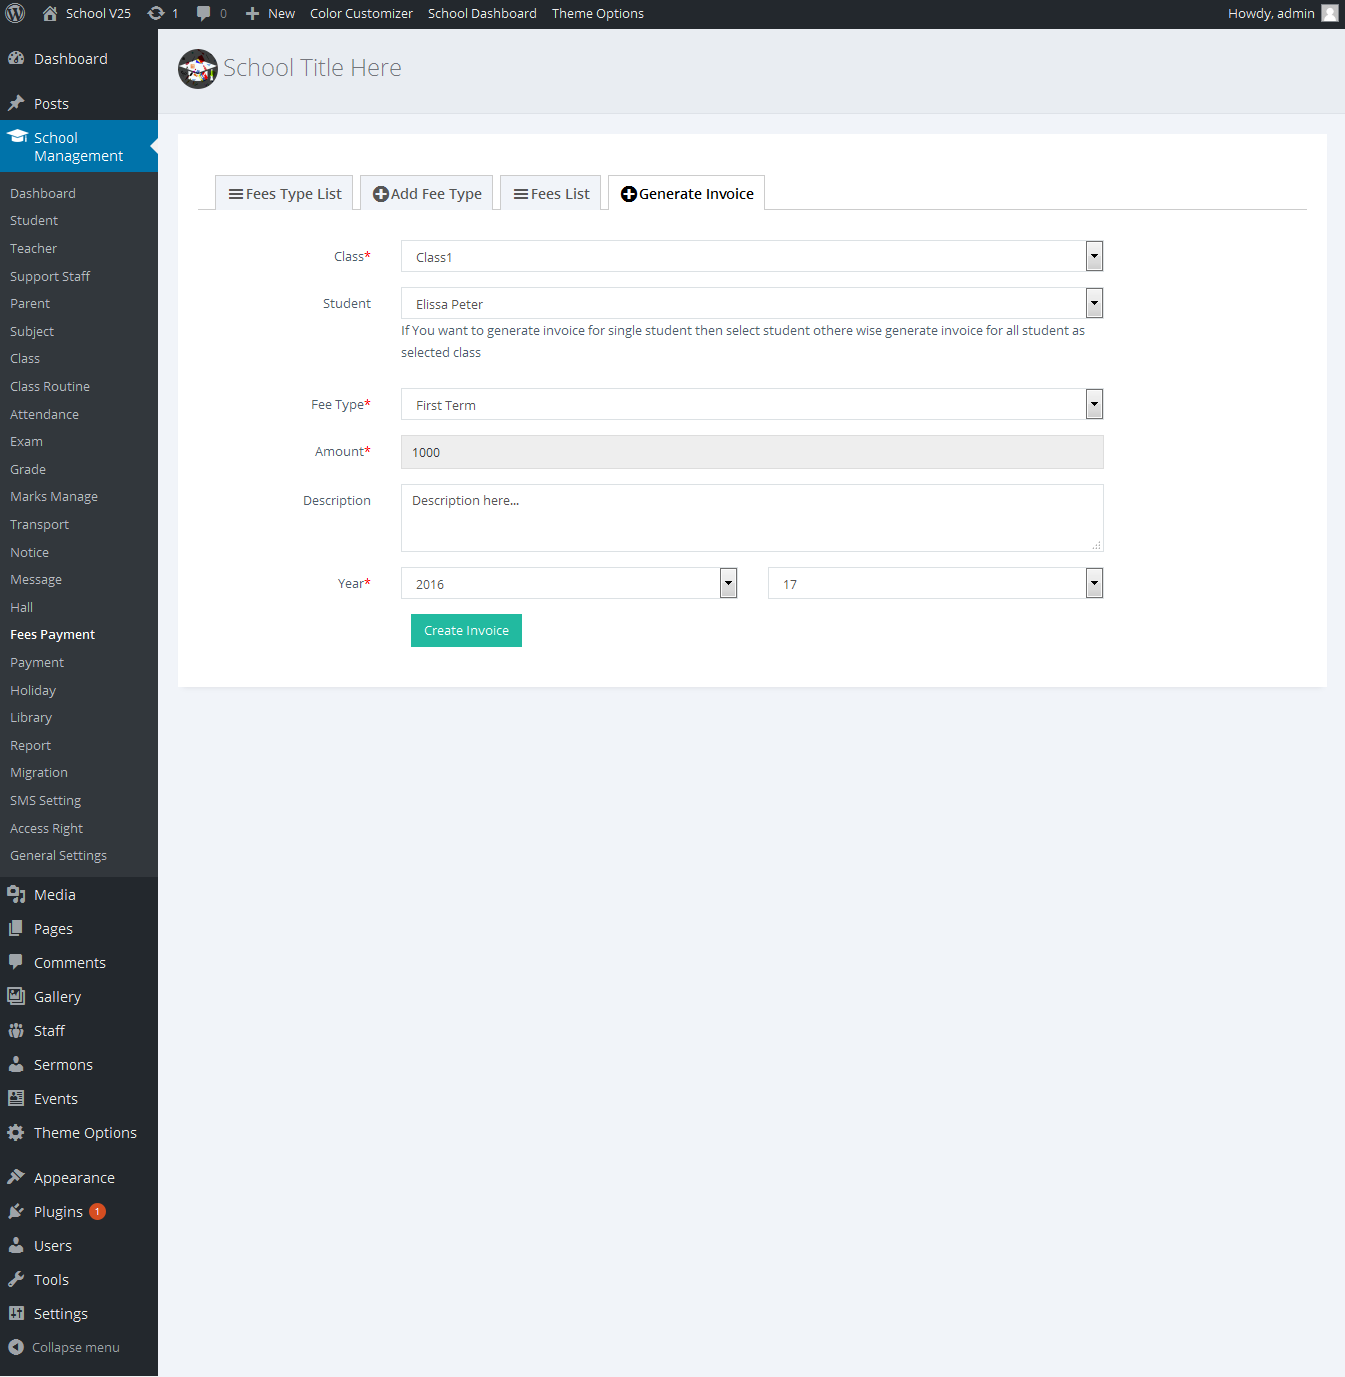 School V25 1 0 New Color Customizer School Dashboard Theme Options Howdy, admin
Dashboard
Posts
School
Management
Dashboard
Student
Teacher
Support Staff
Parent
Subject
Class
Class Routine
Attendance
Exam
Grade
Marks Manage
Transport
Notice
Message
Hall
Fees Payment
Payment
Holiday
Library
Report
Migration
SMS Setting
Access Right
General Settings
Media
Pages
Comments
Gallery
Staff
Sermons
Events
Theme Options
Appearance
Plugins 1
Users
Tools
Settings
Collapse menu
School Title Here
Fees Type List Add Fee Type Fees List Generate Invoice
Class* Class1
Student Elissa Peter
If You want to generate invoice for single student then select student othere wise generate invoice for all student as
selected class
Fee Type* First Term
Amount* 1000
Description Description here...
Year* 2016 17
Create Invoice